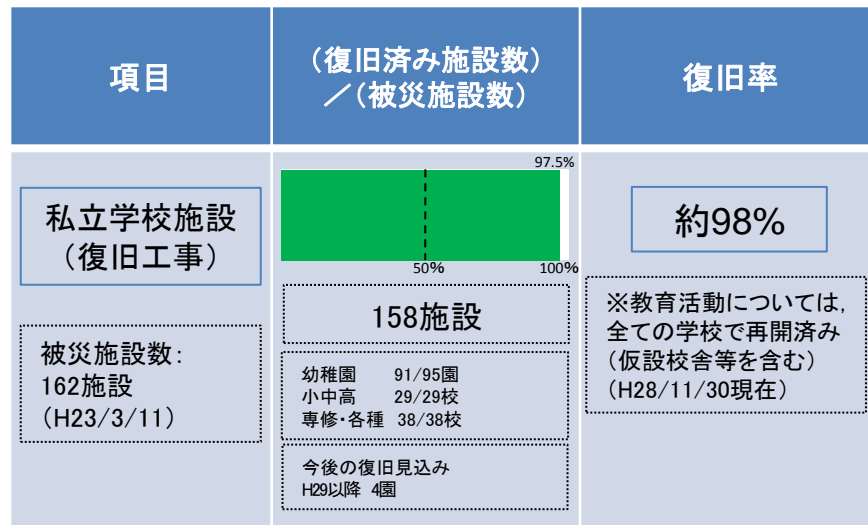 項目
(復旧済み施設数)
／(被災施設数)
復旧率
私立学校施設
（復旧工事）
被災施設数：
162施設
（H23/3/11）
97.5%
50%
100%
158施設
幼稚園 91/95園
小中高 29/29校
専修・各種 38/38校
今後の復旧見込み
H29以降 4園
約98%
※教育活動については，
全ての学校で再開済み
（仮設校舎等を含む）
（H28/11/30現在）